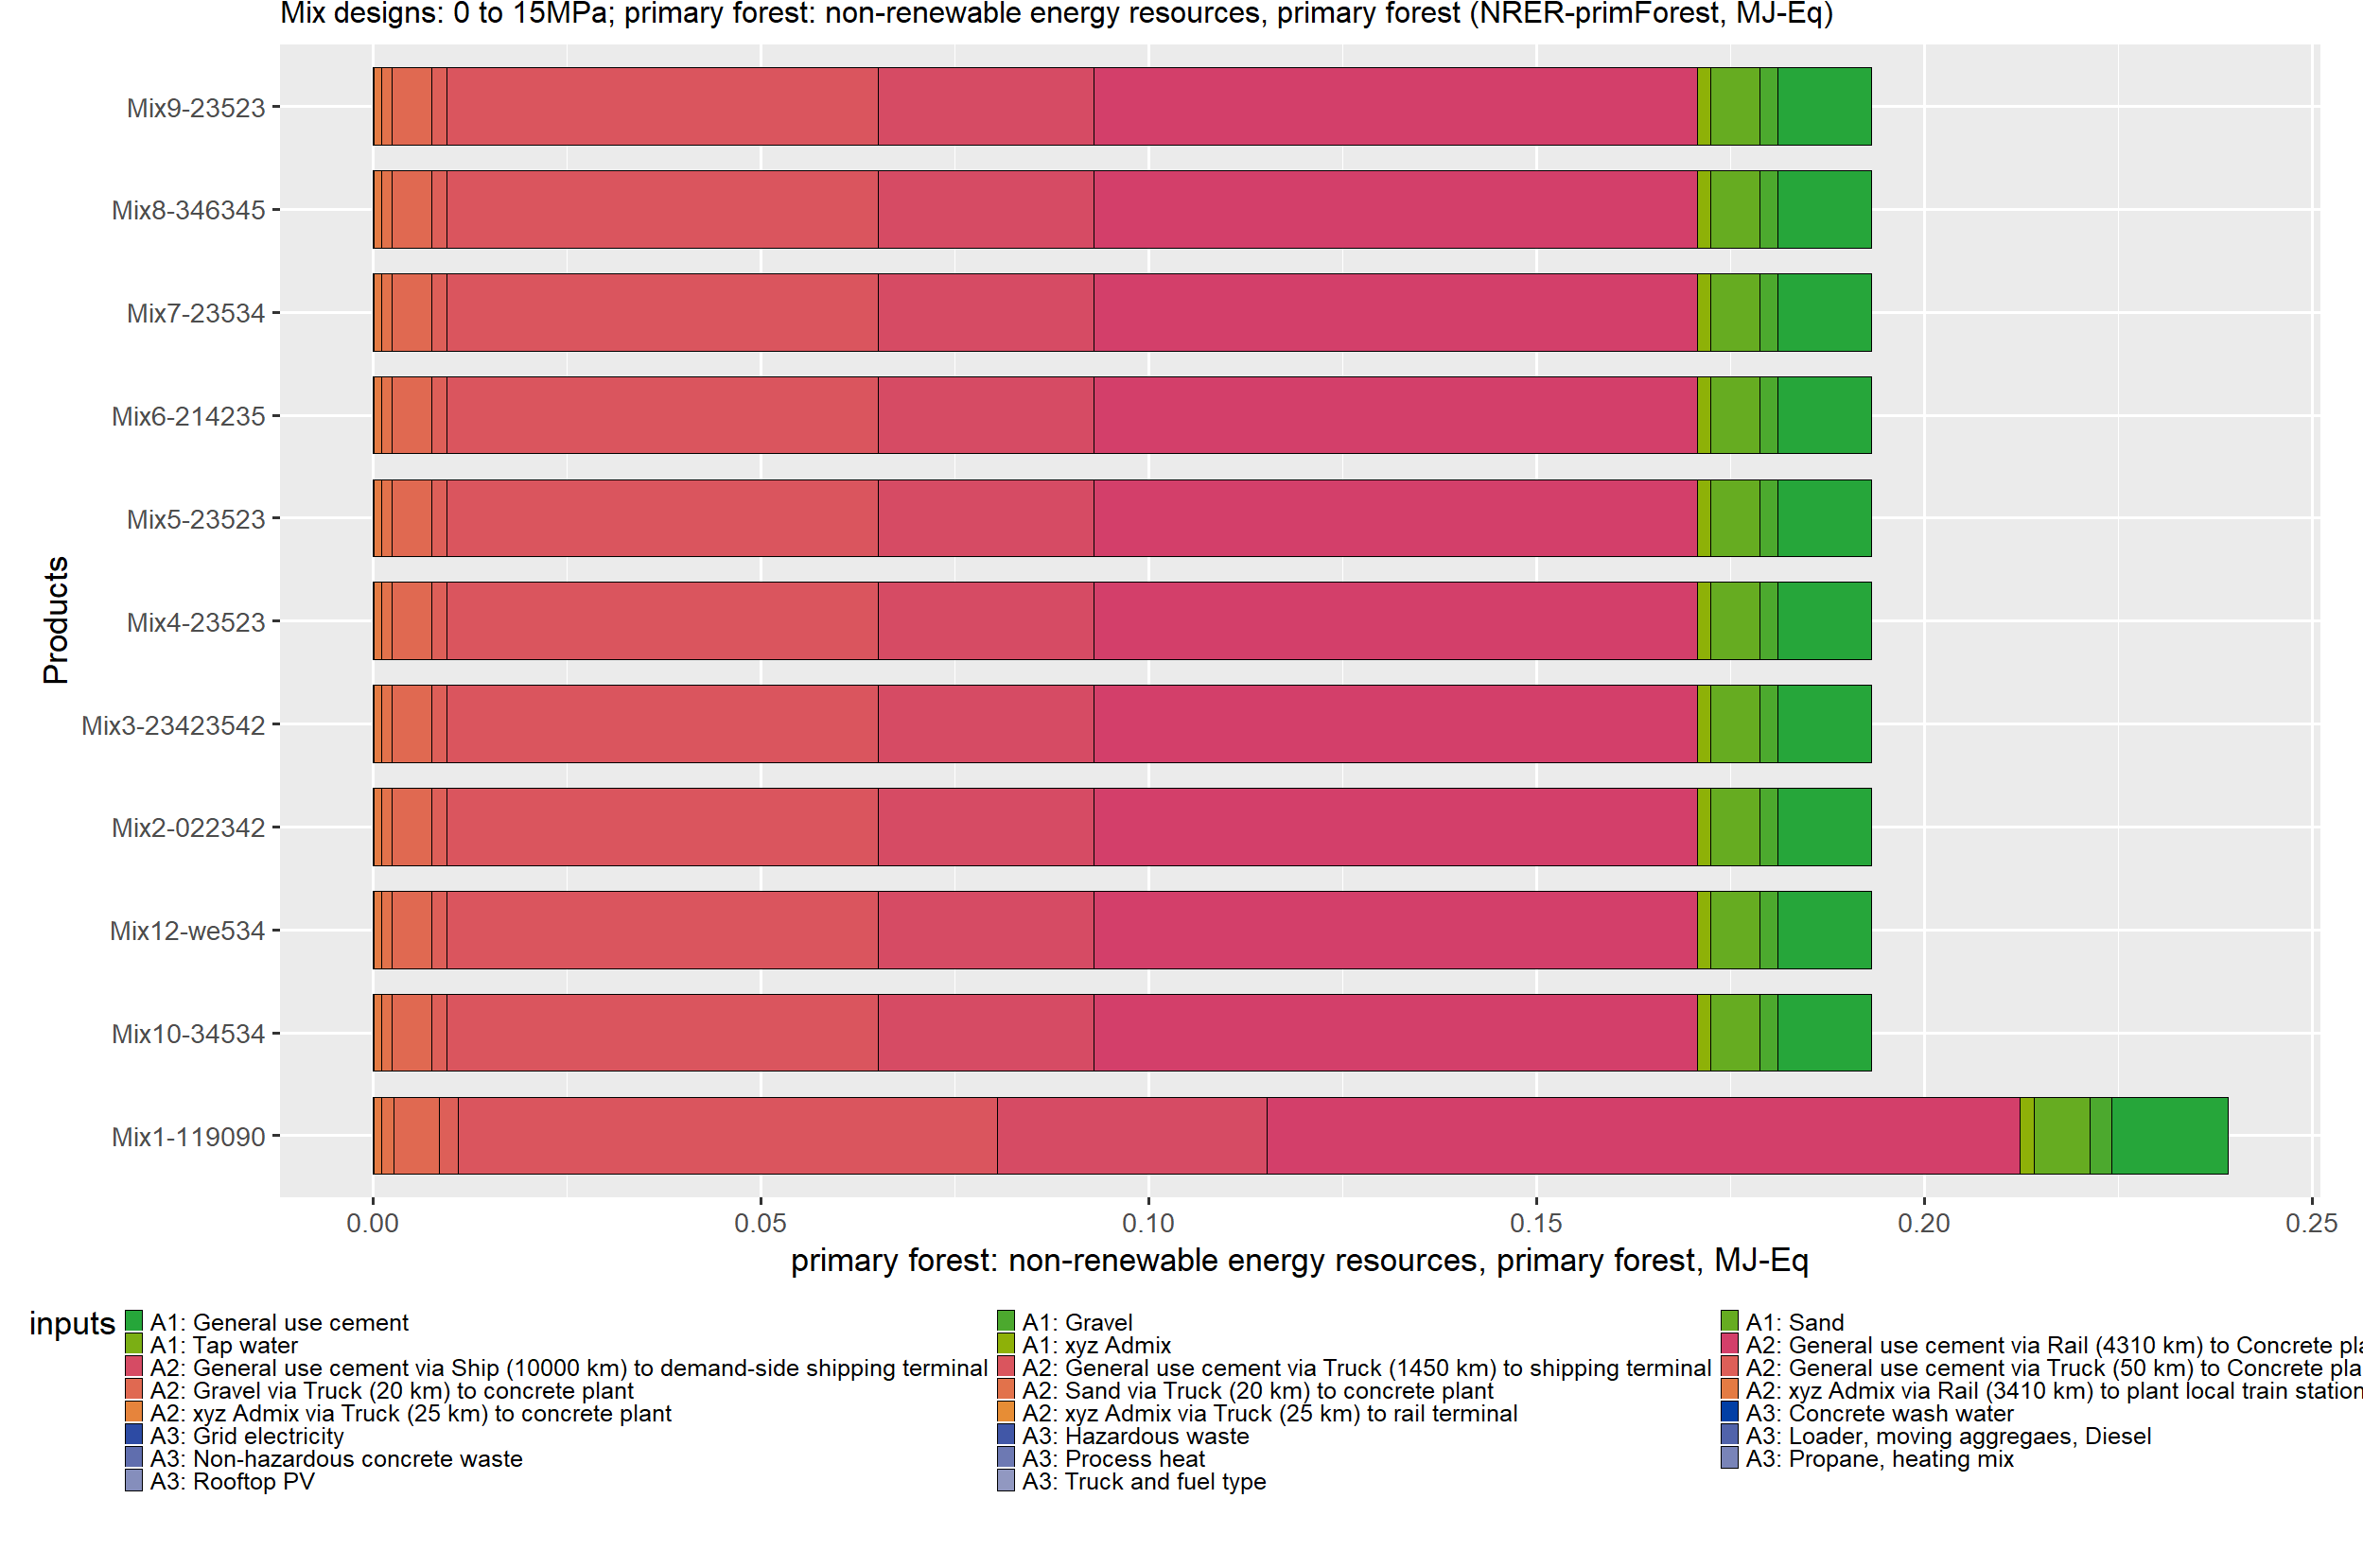 Mix designs: 0 to 15MPa; primary forest: non-renewable energy resources, primary forest (NRER-primForest, MJ-Eq)
Products
Mix9-23523
Mix8-346345
Mix7-23534
Mix6-214235
Mix5-23523
Mix4-23523
Mix3-23423542
Mix2-022342
Mix12-we534
Mix10-34534
Mix1-119090
0.00 0.05 0.10 0.15 0.20 0.25
primary forest: non-renewable energy resources, primary forest, MJ-Eq
inputs
A1: General use cement A1: Gravel A1: Sand
A1: Tap water A1: xyz Admix A2: General use cement via Rail (4310 km) to Concrete
A2: General use cement via Ship (10000 km) to demand-side shipping terminal A2: General use cement via Truck (1450 km) to shipping terminal A2: General use cement via Truck (50 km) to Concrete
A2: Gravel via Truck (20 km) to concrete plant A2: Sand via Truck (20 km) to concrete plant A2: xyz Admix via Rail (3410 km) to plant local train station
A2: xyz Admix via Truck (25 km) to concrete plant A2: xyz Admix via Truck (25 km) to rail terminal A3: Concrete wash water
A3: Grid electricity A3: Hazardous waste A3: Loader, moving aggregaes, Diesel
A3: Non-hazardous concrete waste A3: Process heat A3: Propane, heating mix
A3: Rooftop PV A3: Truck and fuel type